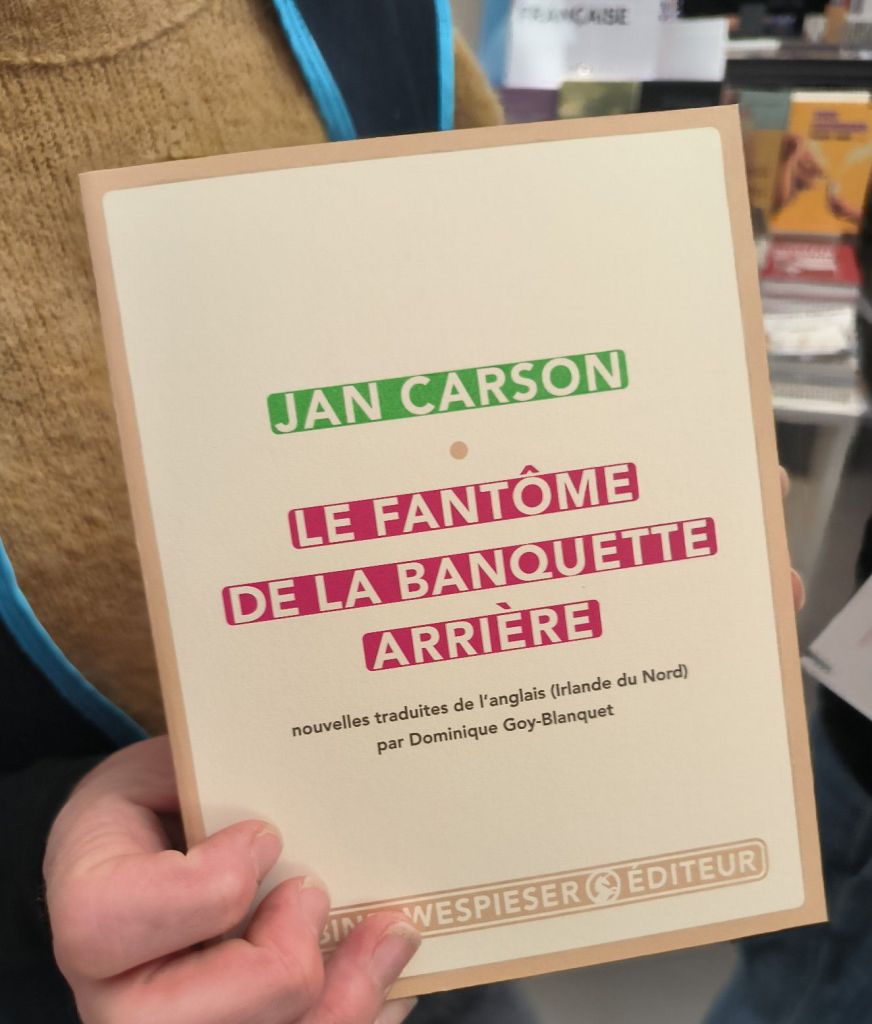 FRANÇAISE
JAN CARSON
LE FANTÔME
DE LA BANQUETTE
ARRIÈRE
nouvelles traduites de l'anglais (Irlande du Nord)
par Dominique Goy-Blanquet
WESPIESER ÉDITEUR